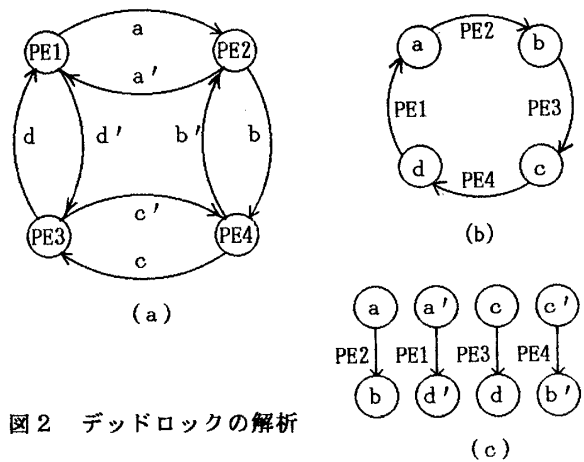 a
PE1
PE2
a'
d
d'
b'
b
c'
PE3
PE4
c
(a)
PE2
a
b
PE1
PE3
d
c
PE4
(b)
a a' c c'
PE2 PE1 PE3 PE4
b d' d b'
(c)
図2 デッドロックの解析